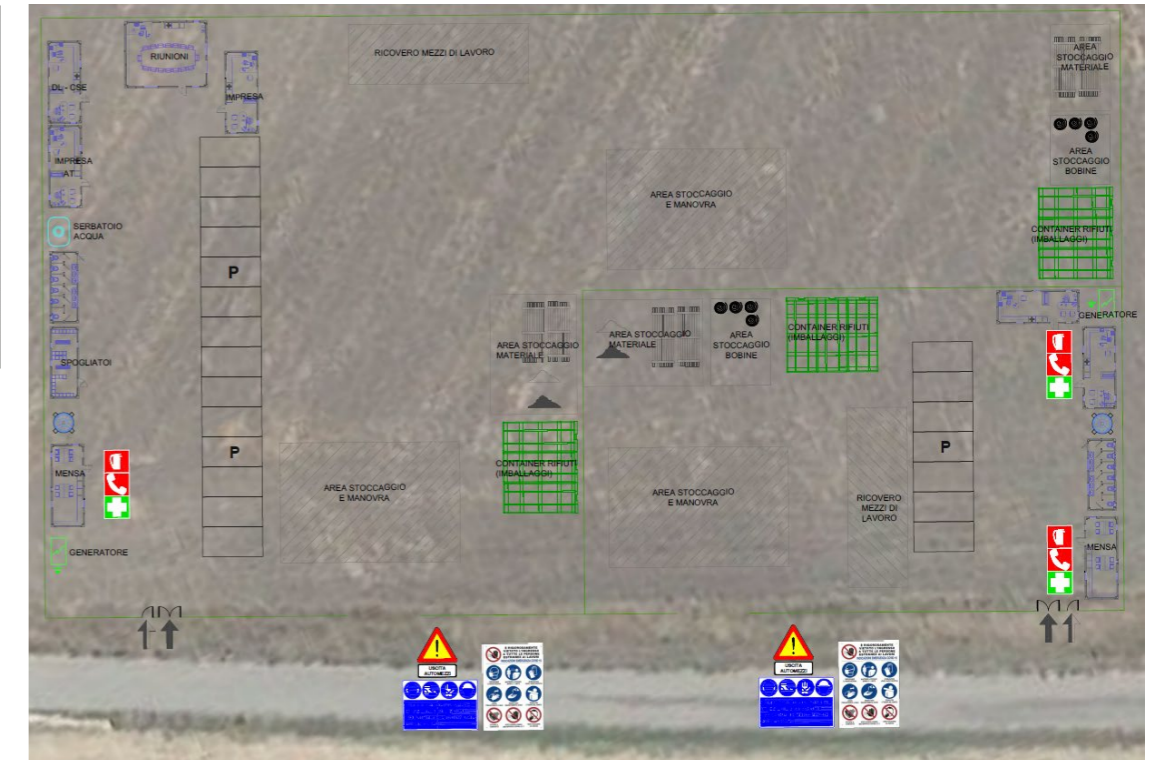 RIUNIONI
RICOVERO MEZZI DI LAVORO
DL - CSE
IMPRESA
IMPRESA
AT
AREA
STOCCAGGIO
MATERIALE
AREA
STOCCAGGIO
BOBINE
AREA STOCCAGGIO
E MANOVRA
SERBATOIO
ACQUA
CONTAINER RIFIUTI
(IMBALLAGGI)
P
GENERATORE
AREA STOCCAGGIO
MATERIALE
AREA STOCCAGGIO
MATERIALE
AREA
STOCCAGGIO
BOBINE
CONTAINER RIFIUTI
(IMBALLAGGI)
SPOGLIATOI
P
P
MENSA
CONTAINER RIFIUTI
(IMBALLAGGI)
AREA STOCCAGGIO
E MANOVRA
AREA STOCCAGGIO
E MANOVRA
RICOVERO
MEZZI DI
LAVORO
GENERATORE
MENSA
USCITA
AUTOMEZZI
USCITA
AUTOMEZZI